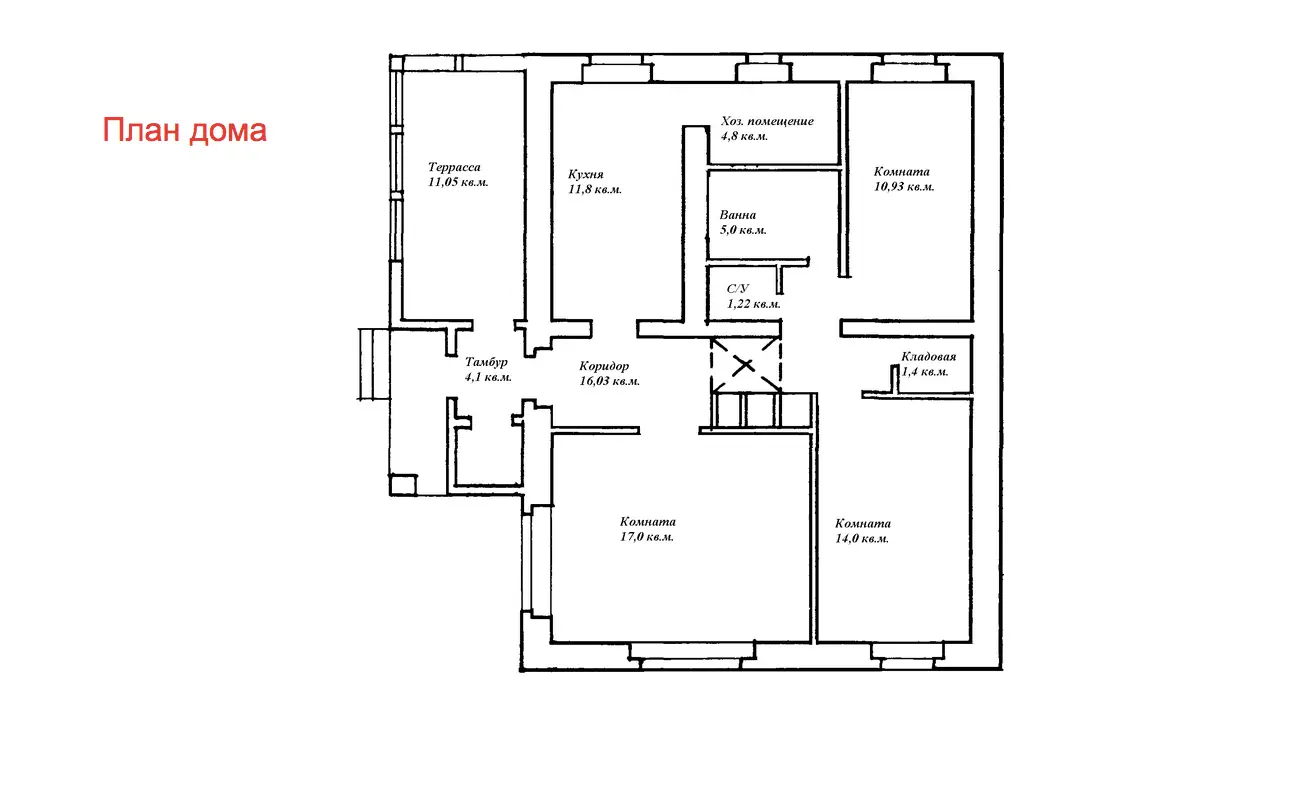 План дома
Хоз. помещение
4,8 кв.м.
Терраса
11,05 кв.м.
Кухня
11,8 кв.м.
Комната
10,93 кв.м.
Ванна
5,0 кв.м.
С/У
1,22 кв.м.
Тамбур
4,1 кв.м.
Коридор
16,03 кв.м.
Кладовая
1,4 кв.м.
Комната
17,0 кв.м.
Комната
14,0 кв.м.